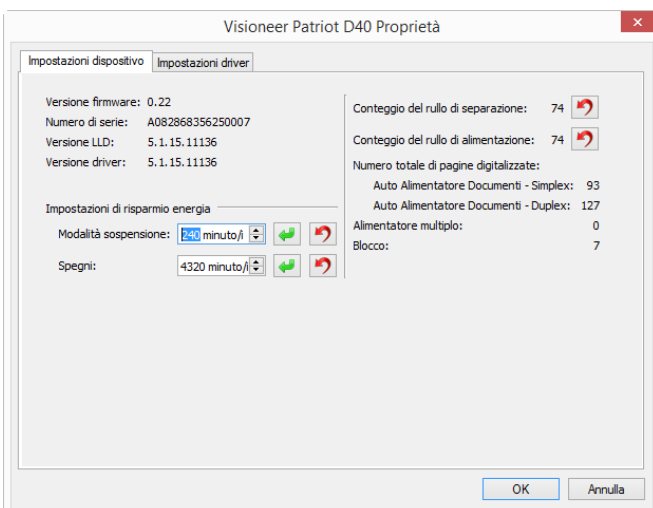 Visioneer Patriot D40 Proprietà
Impostazioni dispositivo
Impostazioni driver
Versione firmware: 0.22
Numero di serie: A082868356250007
Versione LLD: 5.1.15.11136
Versione driver: 5.1.15.11136
Impostazioni di risparmio energia
Modalità sospensione: 240 minuto/i
Spegni: 4320 minuto/i
Conteggio del rullo di separazione: 74
Conteggio del rullo di alimentazione: 74
Numero totale di pagine digitalizzate:
Auto Alimentatore Documenti - Simplex: 93
Auto Alimentatore Documenti - Duplex: 127
Alimentatore multiplo: 0
Blocco: 7
OK
Annulla